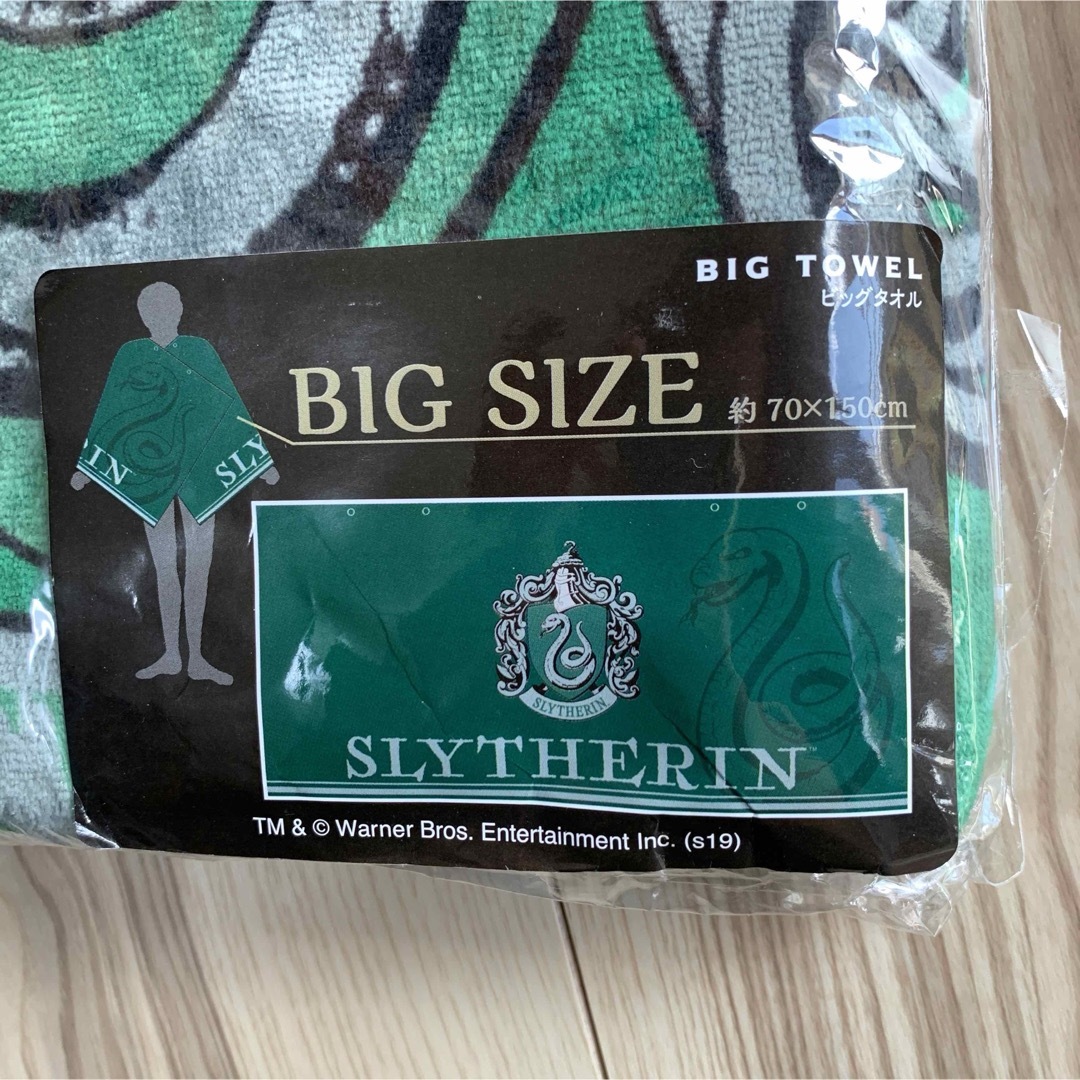 BIG TOWEL
ビッグタオル
BIG SIZE 約 70×150cm
RIN SLY
SLYTHERIN
SLYTHERIN™
TM & © Warner Bros. Entertainment Inc. (s19)